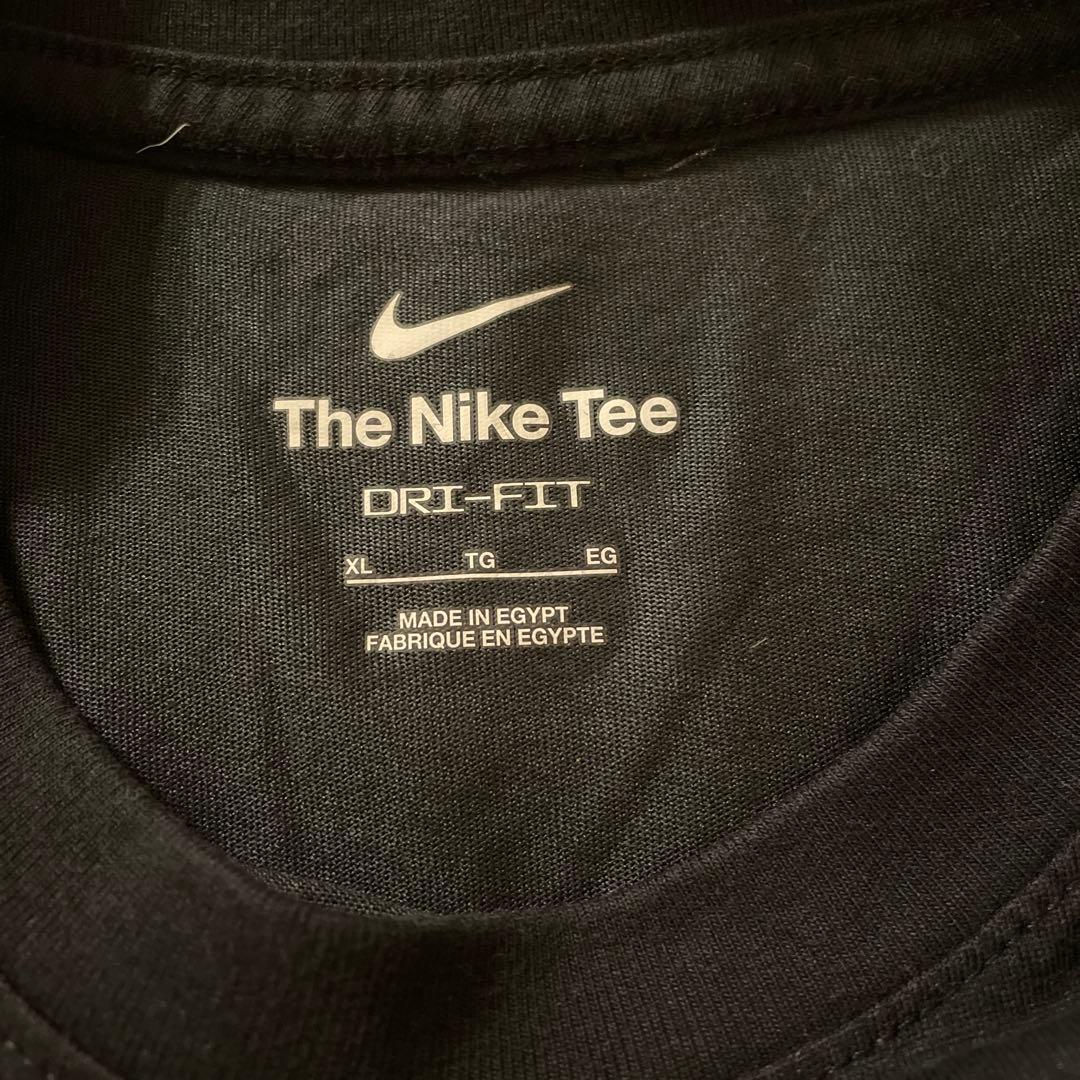 The Nike Tee
DRI-FIT
XL TG EG
MADE IN EGYPT
FABRIQUE EN EGYPTE